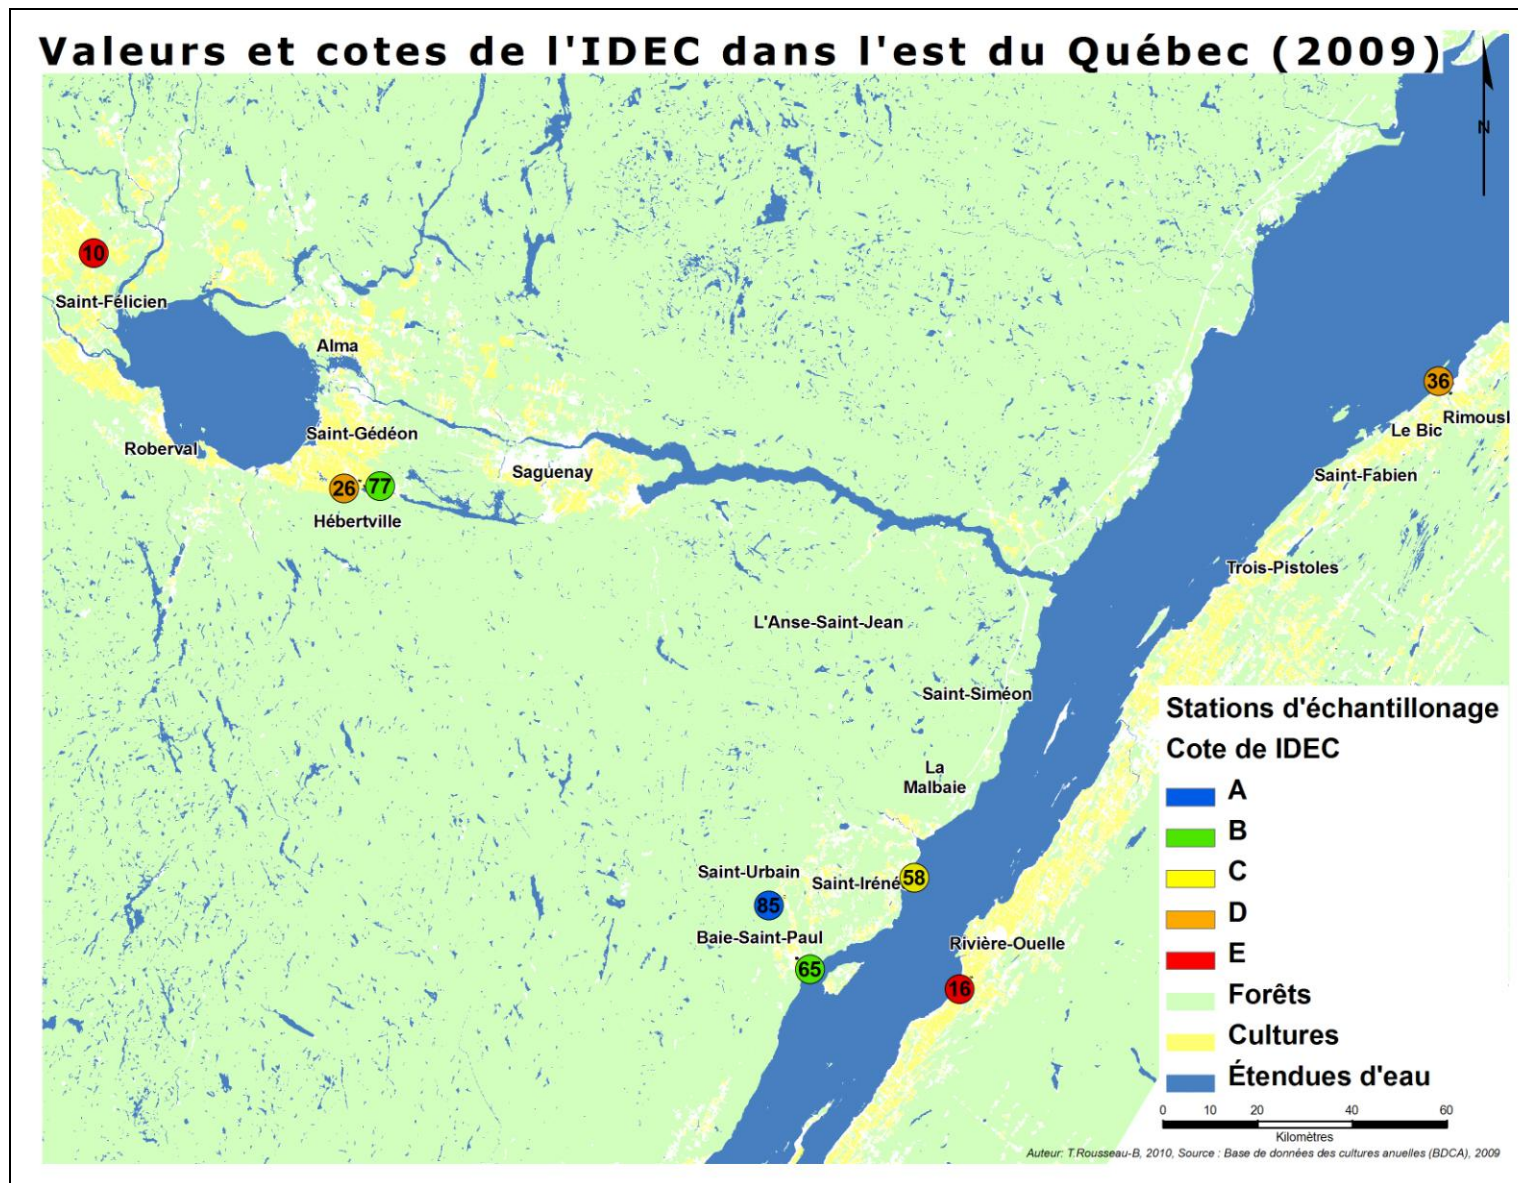 Valeurs et cotes de l'IDEC dans l'est du Québec (2009)
N
10
Saint-Félicien
Alma
36
Rimousl
Le Bic
Saint-Gédéon
Roberval
Saguenay
Saint-Fabien
26
77
Hébertville
Trois-Pistoles
L'Anse-Saint-Jean
Saint-Siméon
La
Malbaie
Saint-Urbain
Saint-Iréné
58
85
Baie-Saint-Paul
Rivière-Ouelle
65
16
Stations d'échantillonage
Cote de IDEC
A
B
C
D
E
Forêts
Cultures
Étendues d'eau
0 10 20 40 60
Kilomètres
Auteur: T.Rousseau-B, 2010, Source : Base de données des cultures anuelles (BDCA), 2009